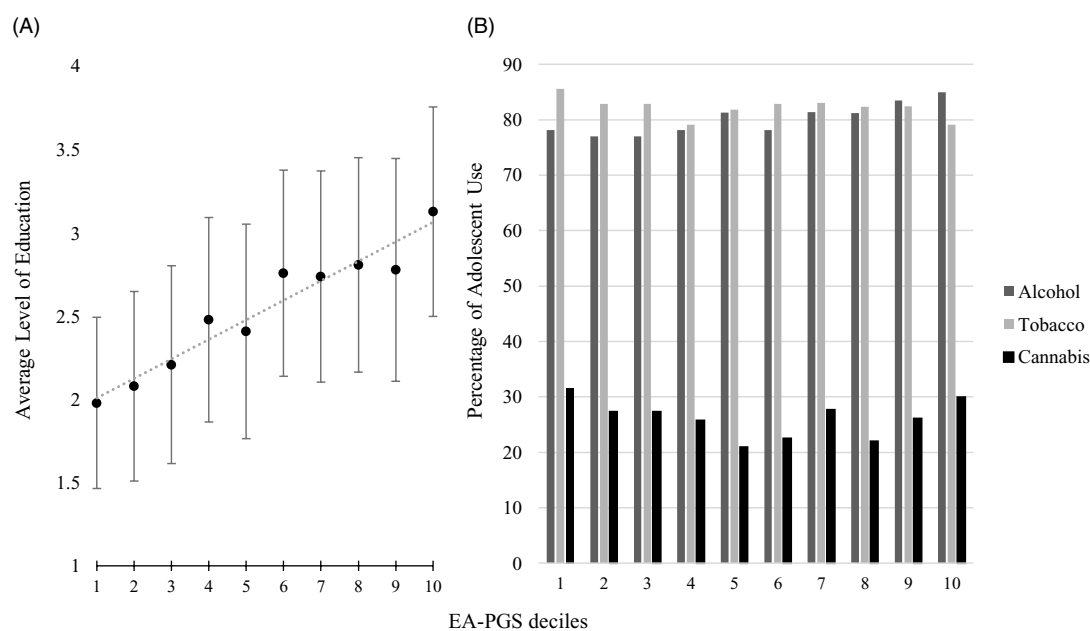 (A)
Average Level of Education
4
3.5
3
2.5
2
1.5
1
1 2 3 4 5 6 7 8 9 10
(B)
Percentage of Adolescent Use
90
80
70
60
50
40
30
20
10
0
1 2 3 4 5 6 7 8 9 10
Alcohol
Tobacco
Cannabis
EA-PGS deciles